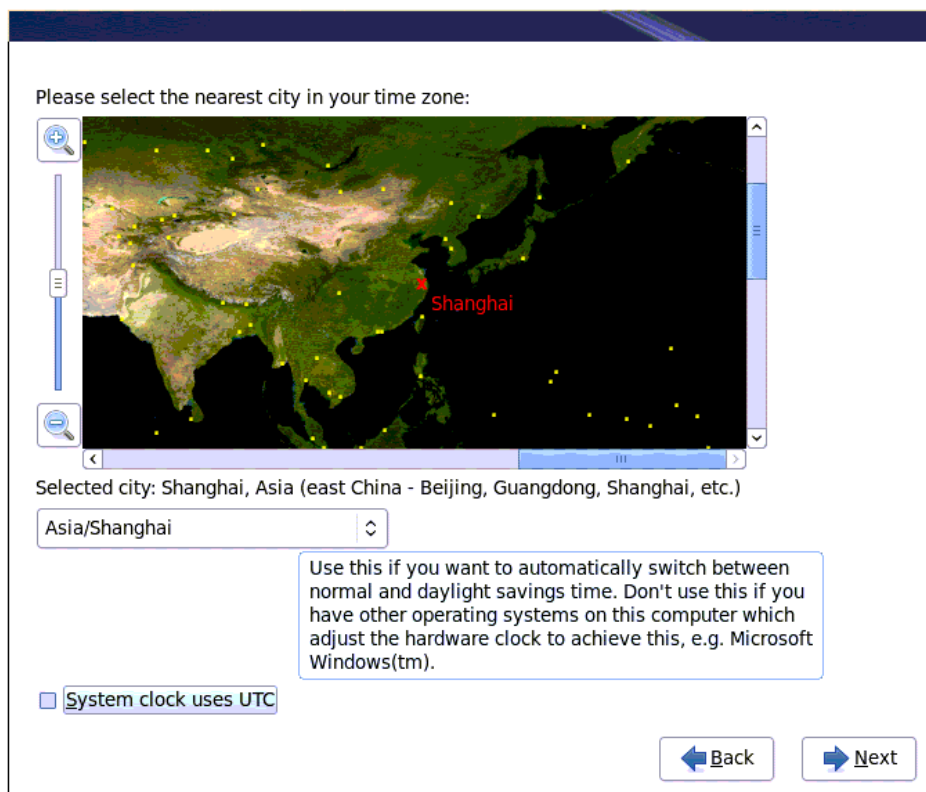 Please select the nearest city in your time zone:
Shanghai
Selected city: Shanghai, Asia (east China - Beijing, Guangdong, Shanghai, etc.)
Asia/Shanghai
Use this if you want to automatically switch between
normal and daylight savings time. Don't use this if you
have other operating systems on this computer which
adjust the hardware clock to achieve this, e.g. Microsoft
Windows(tm).
System clock uses UTC
Back
Next